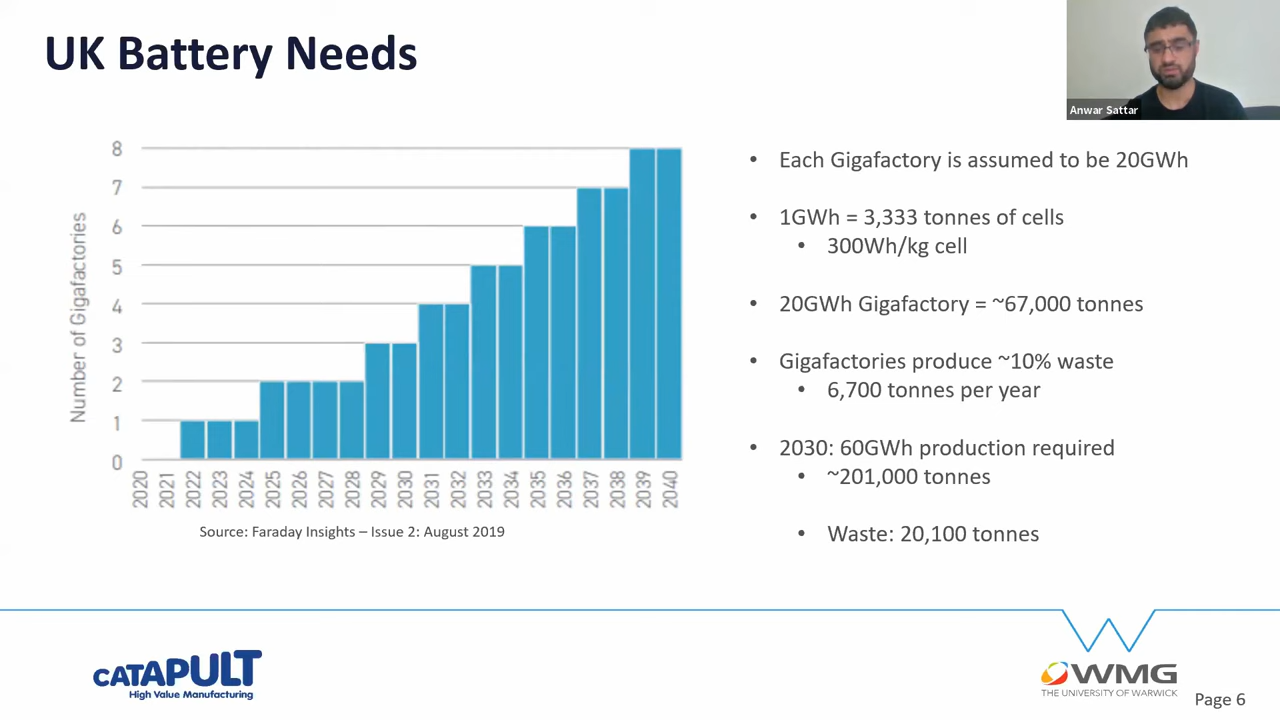 UK Battery Needs
Anwar Sattar
Number of Gigafactories
8
7
6
5
4
3
2
1
0
2020 2021 2022 2023 2024 2025 2026 2027 2028 2029 2030 2031 2032 2033 2034 2035 2036 2037 2038 2039 2040
Source: Faraday Insights – Issue 2: August 2019
• Each Gigafactory is assumed to be 20GWh
• 1GWh = 3,333 tonnes of cells
• 300Wh/kg cell
• 20GWh Gigafactory = ~67,000 tonnes
• Gigafactories produce ~10% waste
• 6,700 tonnes per year
• 2030: 60GWh production required
• ~201,000 tonnes
• Waste: 20,100 tonnes
CATAPULT
High Value Manufacturing
WMG
THE UNIVERSITY OF WARWICK
Page 6